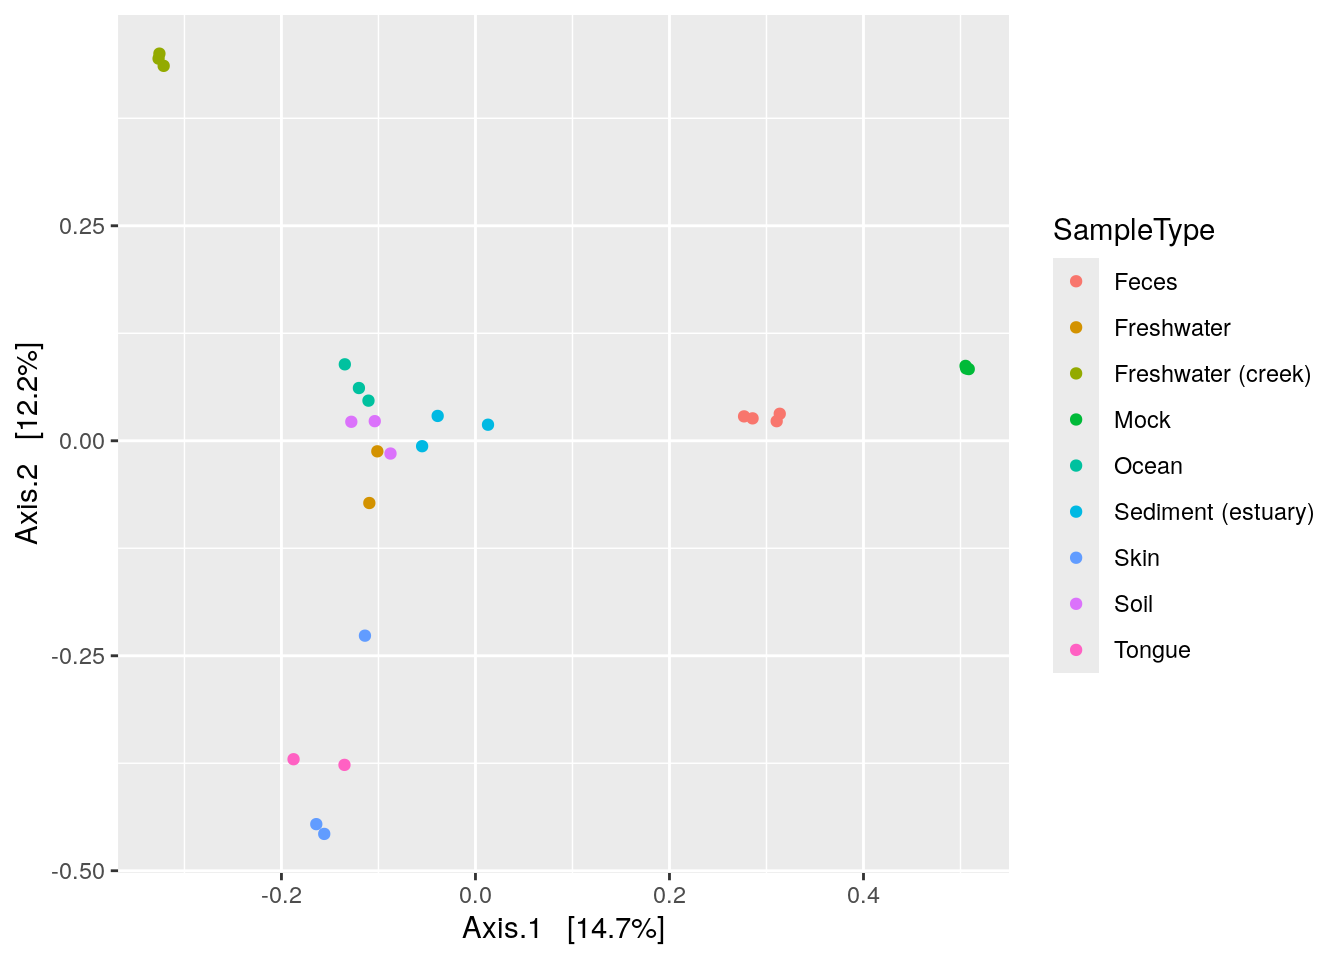 0.25
0.00
-0.25
-0.50
-0.2
0.0
0.2
0.4
Axis.1 [14.7%]
Axis.2 [12.2%]
SampleType
Feces
Freshwater
Freshwater (creek)
Mock
Ocean
Sediment (estuary)
Skin
Soil
Tongue